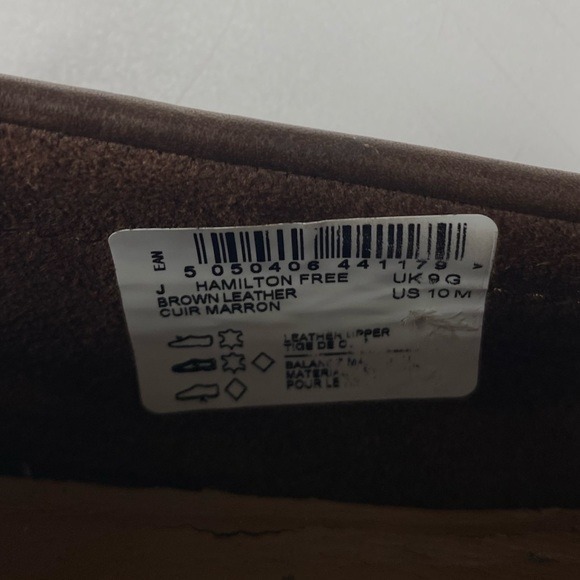 EAN
5 050406 441179 >
J HAMILTON FREE UK 9 G
BROWN LEATHER US 10 M
CUIR MARRON
LEATHER UPPER
TIGE DE
POUR LE